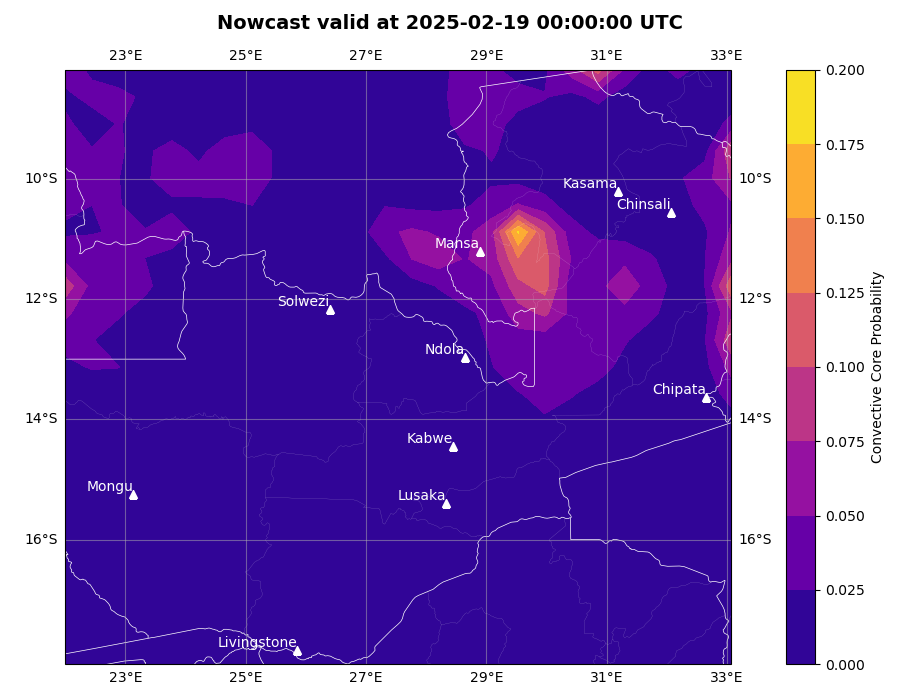 Nowcast valid at 2025-02-19 00:00:00 UTC
23°E 25°E 27°E 29°E 31°E 33°E
0.200
0.175
10°S 10°S
Kasama
Chinsali
0.150
Mansa
0.125
12°S 12°S
Solwezi
Ndola
0.100
Chipata
14°S 14°S
Kabwe
0.075
Mongu
Lusaka
0.050
16°S 16°S
0.025
Livingstone
0.000
23°E 25°E 27°E 29°E 31°E 33°E
Convective Core Probability